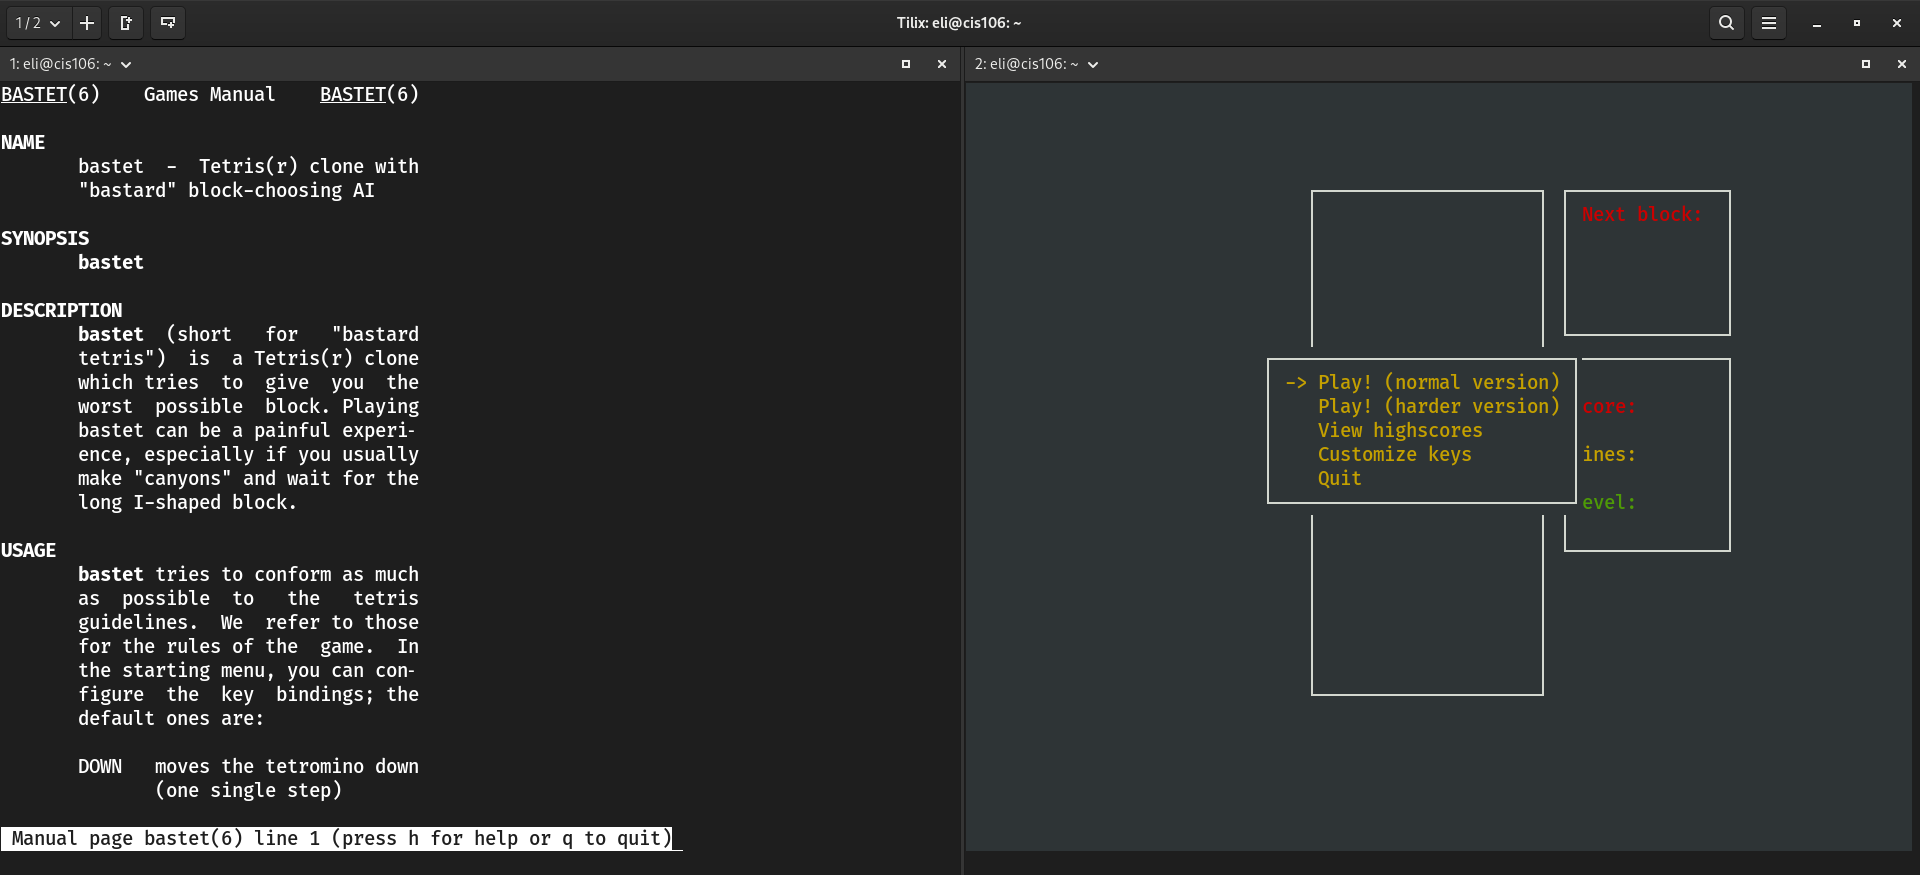 1 / 2
Tilix: eli@cis106: ~
1: eli@cis106: ~
BASTET(6)    Games Manual    BASTET(6)
NAME
bastet  -  Tetris(r) clone with
"bastard" block-choosing AI
SYNOPSIS
bastet
DESCRIPTION
bastet  (short   for   "bastard
tetris")  is  a Tetris(r) clone
which tries  to  give  you  the
worst  possible  block. Playing
bastet can be a painful experi-
ence, especially if you usually
make "canyons" and wait for the
long I-shaped block.
USAGE
bastet tries to conform as much
as  possible  to   the   tetris
guidelines.  We  refer to those
for the rules of the  game.  In
the starting menu, you can con-
figure  the  key  bindings; the
default ones are:
DOWN   moves the tetromino down
(one single step)
Manual page bastet(6) line 1 (press h for help or q to quit)
2: eli@cis106: ~
Next block:
-> Play! (normal version)
Play! (harder version)
View highscores
Customize keys
Quit
core:
ines:
evel: